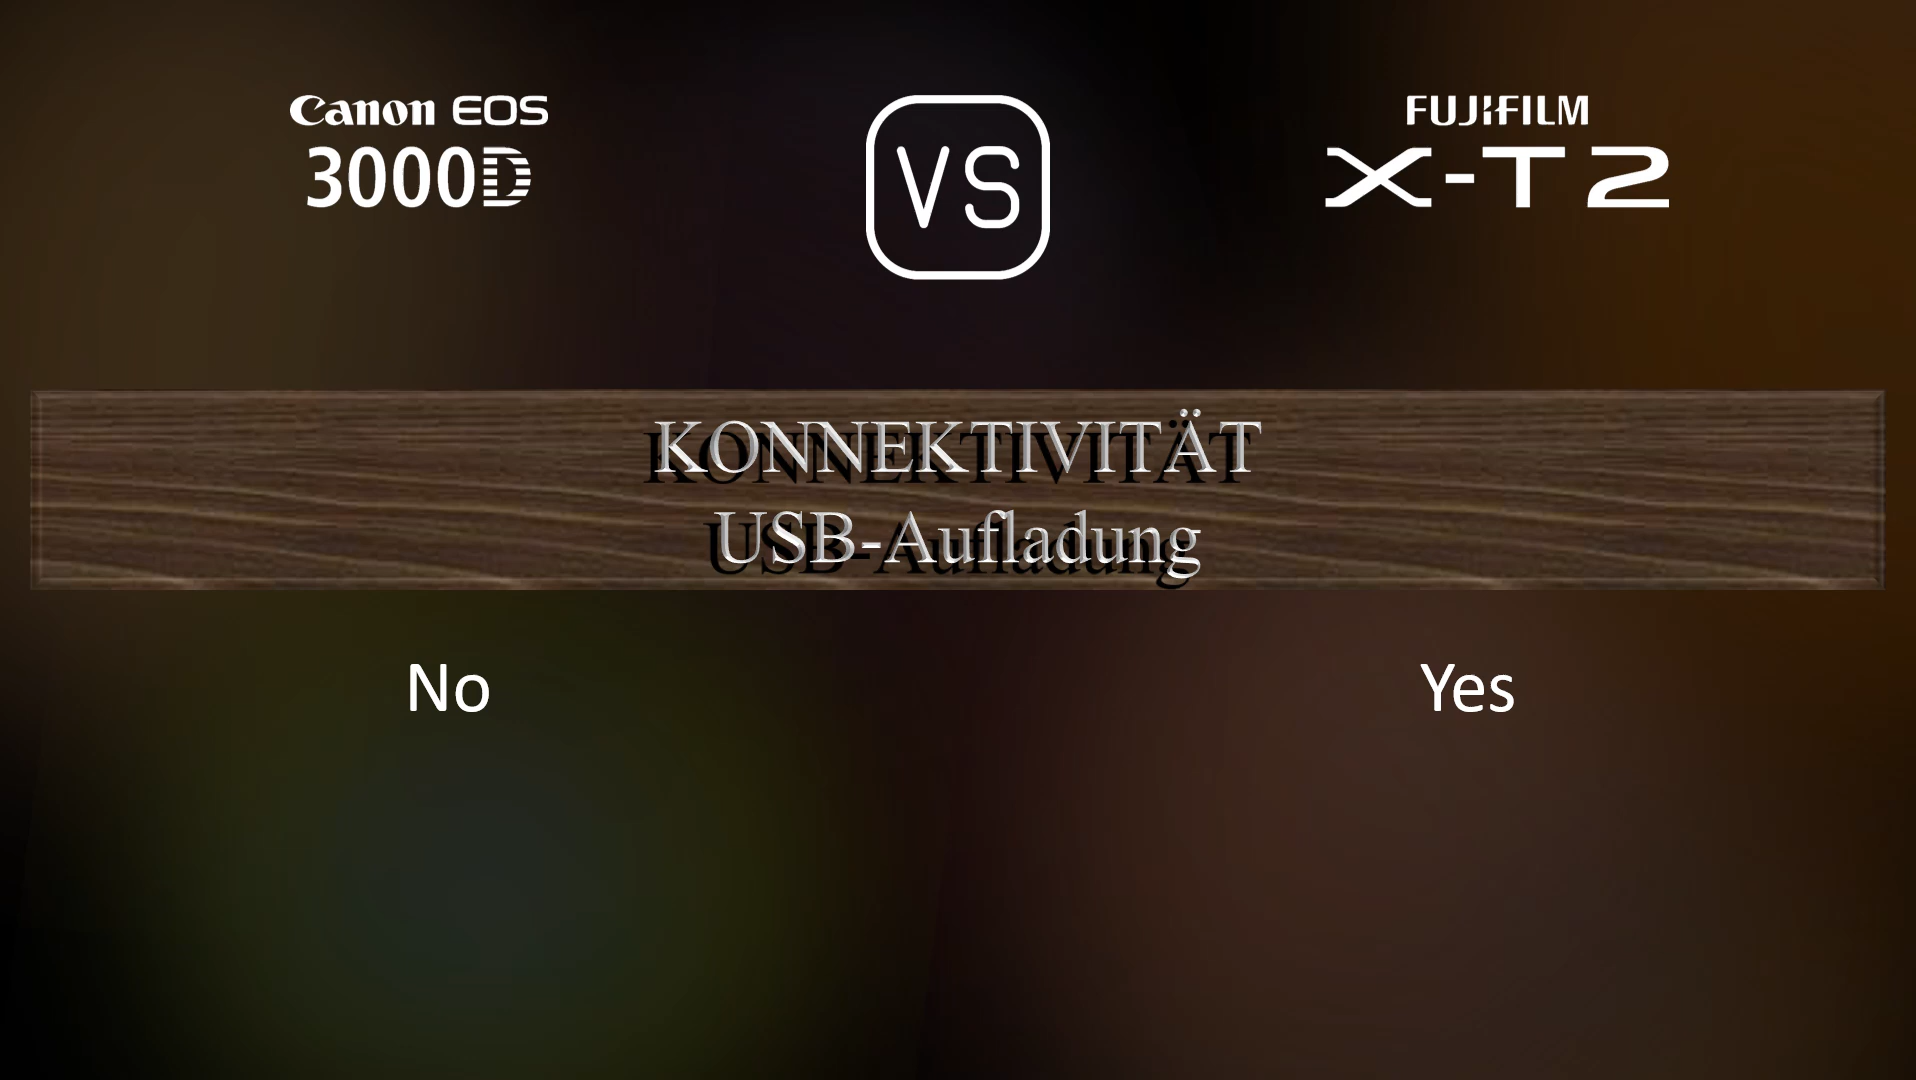 Canon EOS
3000D
VS
FUJIFILM
X-T2
KONNEKTIVITÄT
USB-Aufladung
No
Yes